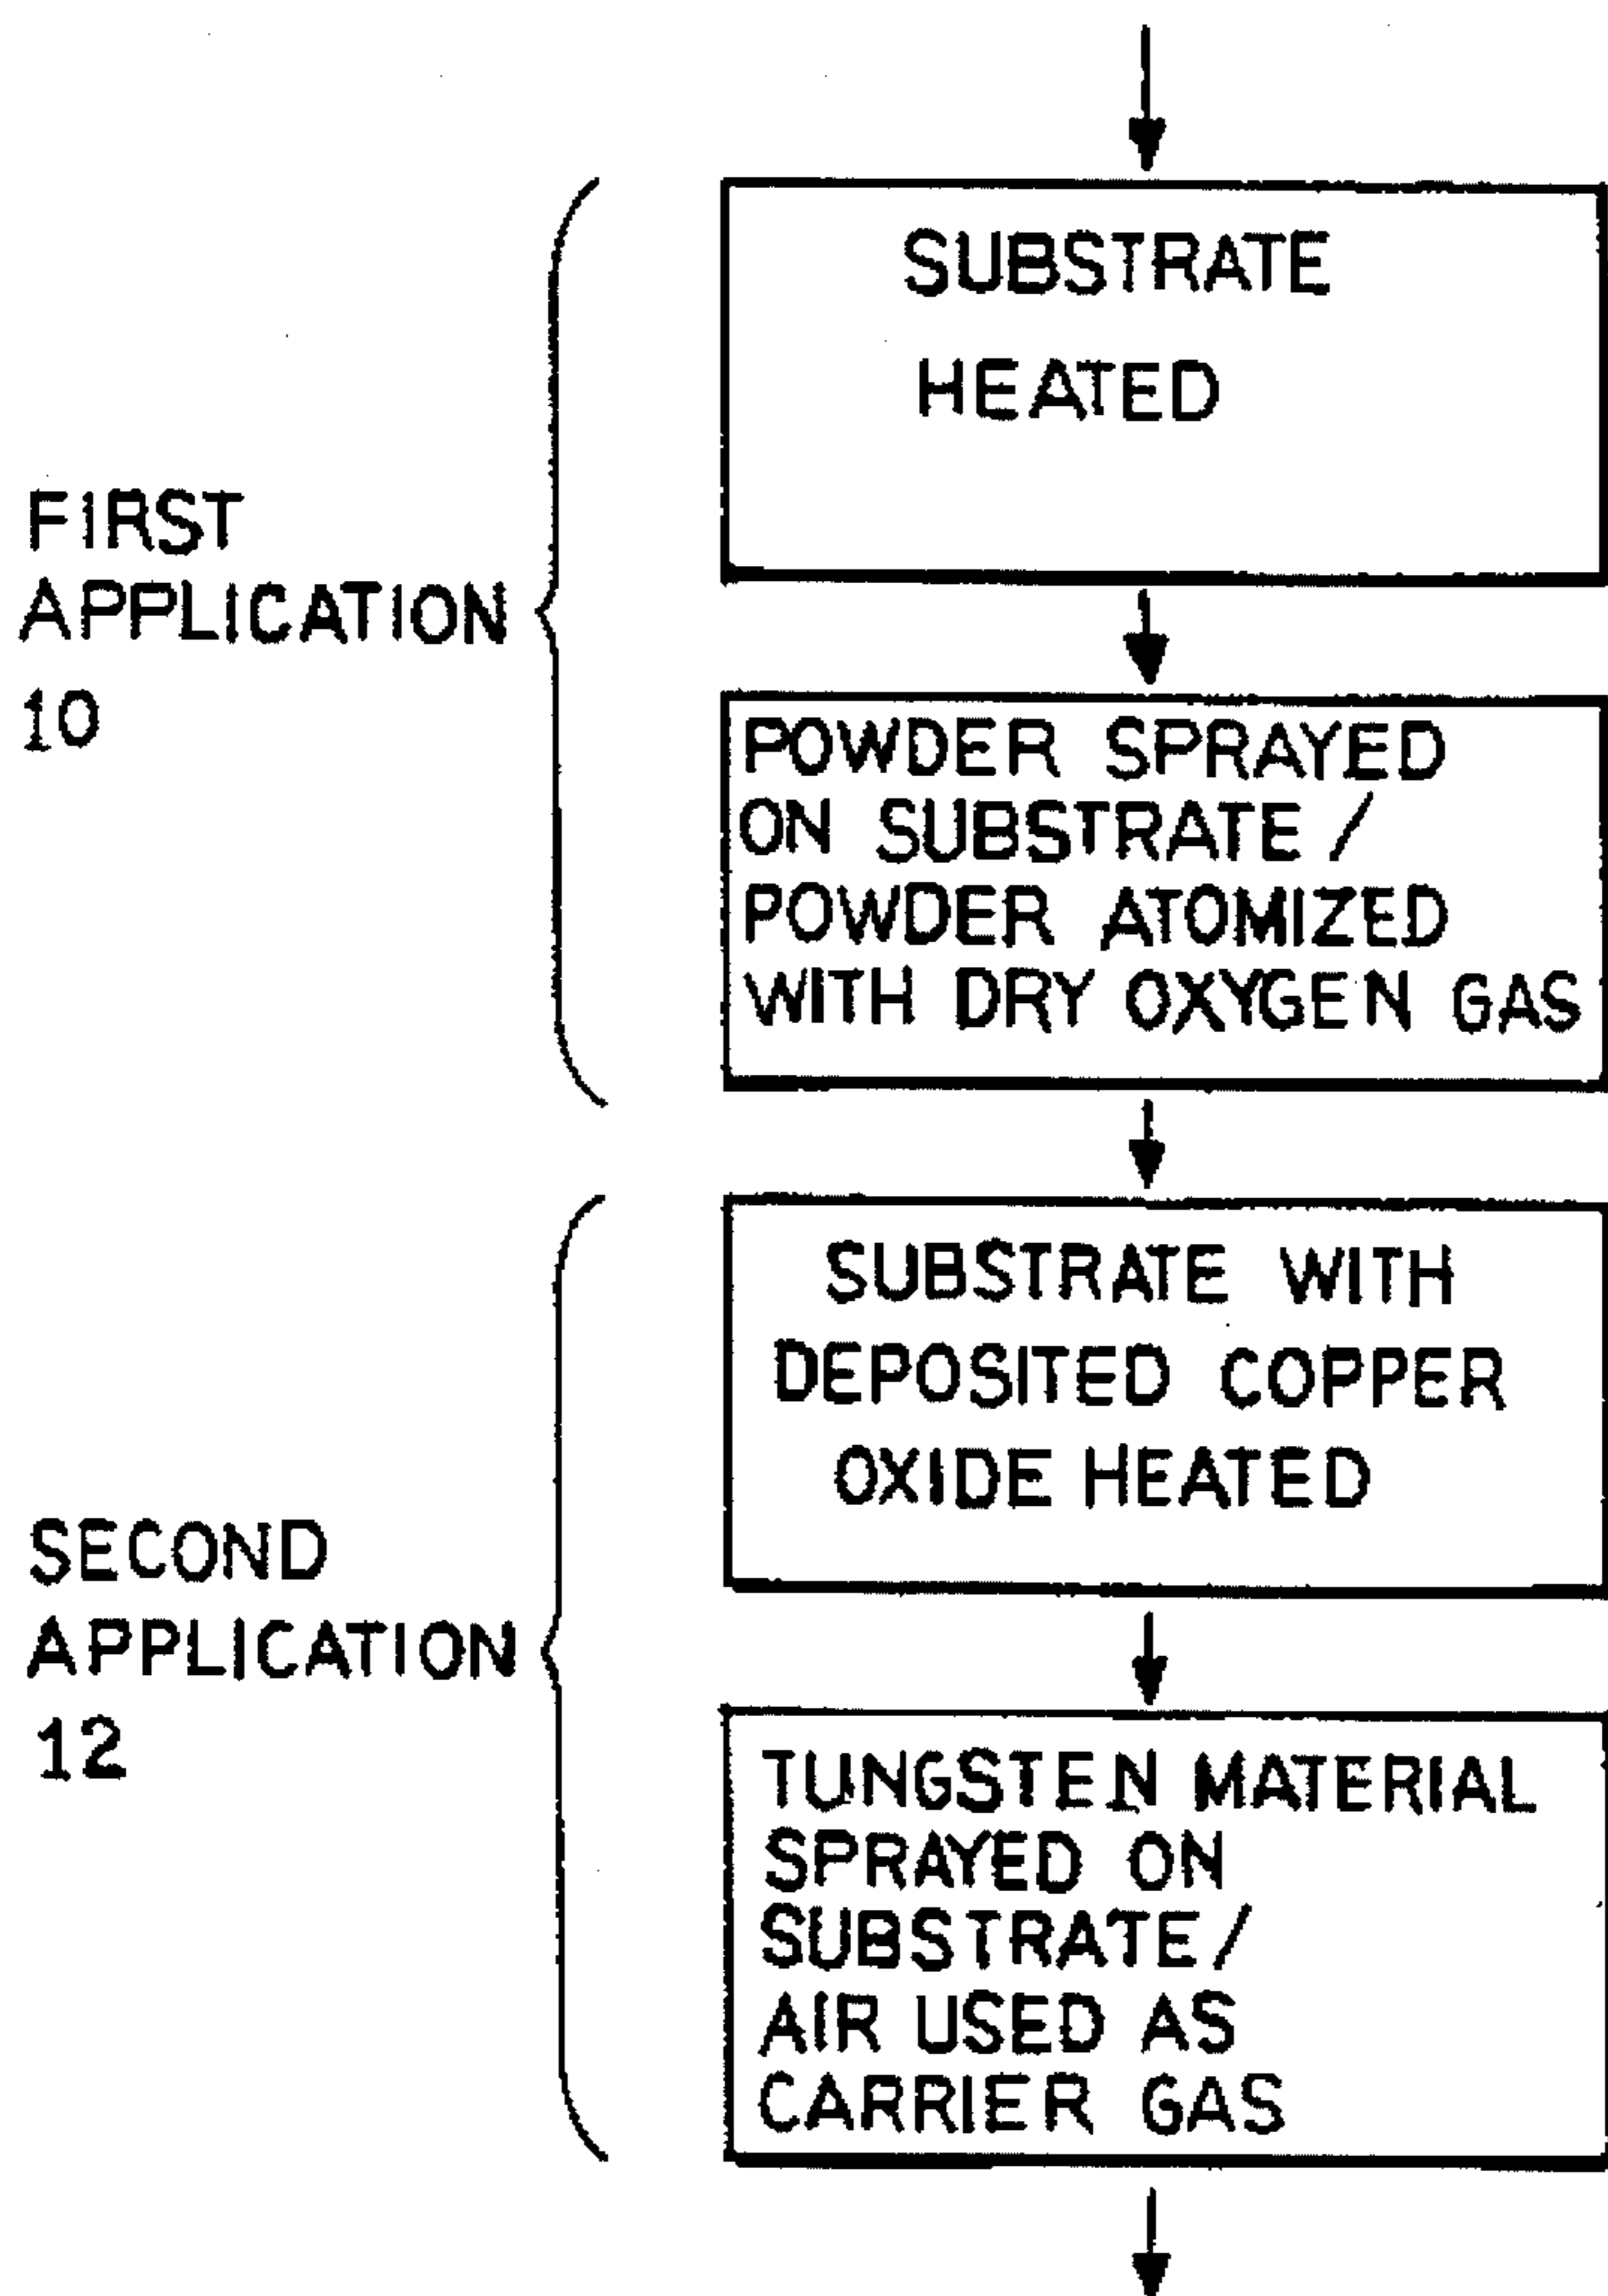 SUBSTRATE
HEATED
FIRST
APPLICATION
10
POWDER SPRAYED
ON SUBSTRATE /
POWDER ATOMIZED
WITH DRY OXYGEN GAS
SUBSTRATE WITH
DEPOSITED COPPER
OXIDE HEATED
SECOND
APPLICATION
12
TUNGSTEN MATERIAL
SPRAYED ON
SUBSTRATE/
AIR USED AS
CARRIER GAS